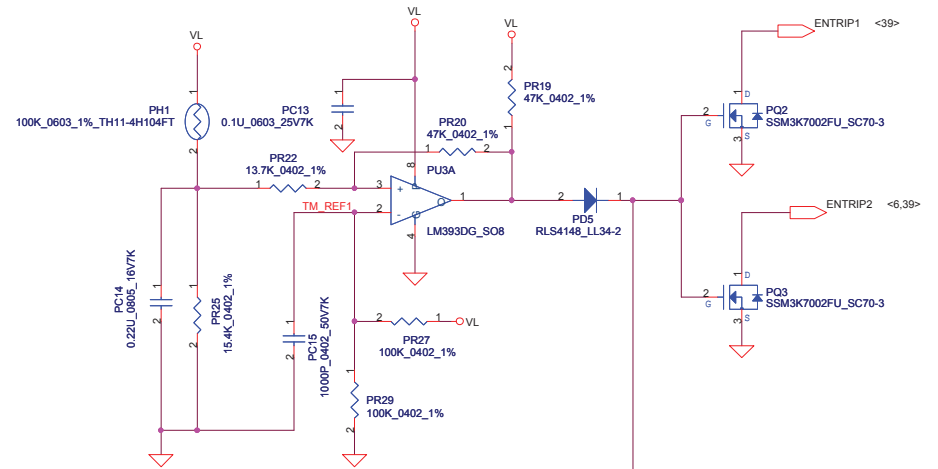 VL
VL
VL
ENTRIP1 <39>
2
PR19
47K_0402_1%
1
1
PH1
100K_0603_1%_TH11-4H104FT
2
1
PC13
0.1U_0603_25V7K
2
PR20
47K_0402_1%
1 2
1 D
2
G
PQ2
SSM3K7002FU_SC70-3
3 S
PR22
13.7K_0402_1%
1 2
8
PU3A
3 +
2 -
P
G
O 1
4
LM393DG_SO8
TM_REF1
2 1
PD5
RLS4148_LL34-2
ENTRIP2 <6,39>
1 D
2
G
PQ3
SSM3K7002FU_SC70-3
3 S
PC14
0.22U_0805_16V7K
1
2
1
2
PR25
15.4K_0402_1%
1
2
PC15
1000P_0402_50V7K
2 1
VL
PR27
100K_0402_1%
1
PR29
100K_0402_1%
2